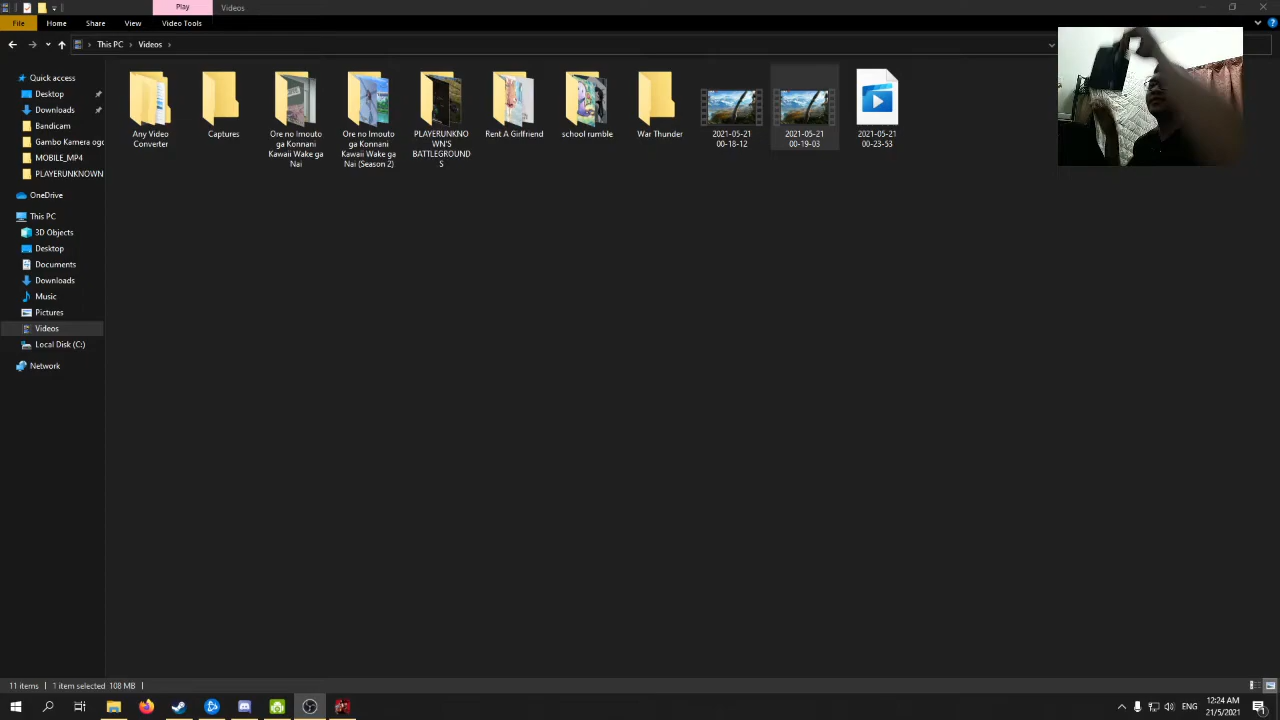 Play
Videos
File
Home
Share
View
Video Tools
This PC
Videos
Quick access
Desktop
Downloads
Bandicam
Gambo Kamera ogc
MOBILE_MP4
PLAYERUNKNOWN
OneDrive
This PC
3D Objects
Desktop
Documents
Downloads
Music
Pictures
Videos
Local Disk (C:)
Network
Any Video
Converter
Captures
Ore no Imouto
ga Konnani
Kawaii Wake ga
Nai
Ore no Imouto
ga Konnani
Kawaii Wake ga
Nai (Season 2)
PLAYERUNKNO
WN'S
BATTLEGROUND
S
Rent A Girlfriend
school rumble
War Thunder
2021-05-21
00-18-12
2021-05-21
00-19-03
2021-05-21
00-23-53
11 items
1 item selected 108 MB
ENG
12:24 AM
21/5/2021